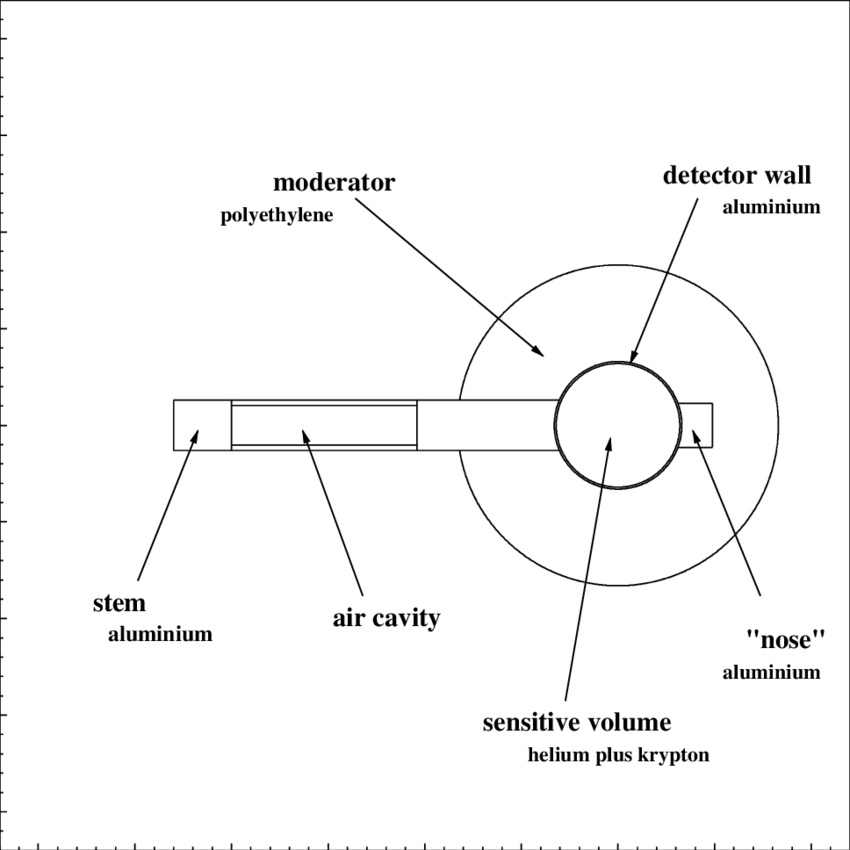 moderator
polyethylene
detector wall
aluminium
stem
aluminium
air cavity
"nose"
aluminium
sensitive volume
helium plus krypton